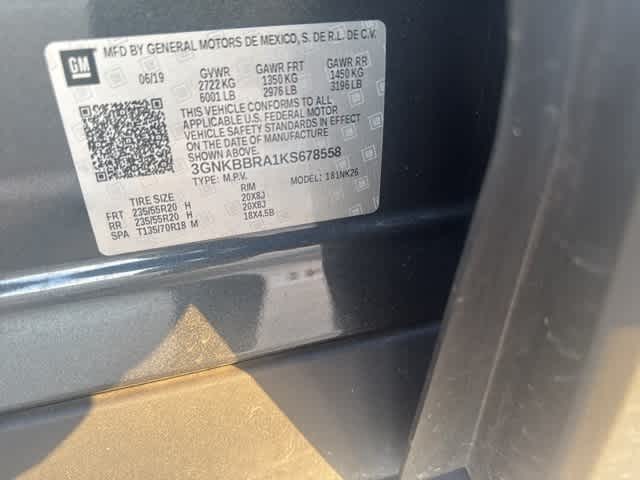 GM
MFD BY GENERAL MOTORS DE MEXICO, S. DE R.L. DE C.V.
06/19 GVWR GAWR FRT GAWR RR
2722 KG 1350 KG 1450 KG
6001 LB 2976 LB 3196 LB
THIS VEHICLE CONFORMS TO ALL
APPLICABLE U.S. FEDERAL MOTOR
VEHICLE SAFETY STANDARDS IN EFFECT
ON THE DATE OF MANUFACTURE
SHOWN ABOVE.
3GNKBBRA1KS678558
TYPE: M.P.V. MODEL: 181NK26
TIRE SIZE RIM
FRT 235/55R20 H 20X8J
RR 235/55R20 H 20X8J
SPA T135/70R18 M 18X4.5B